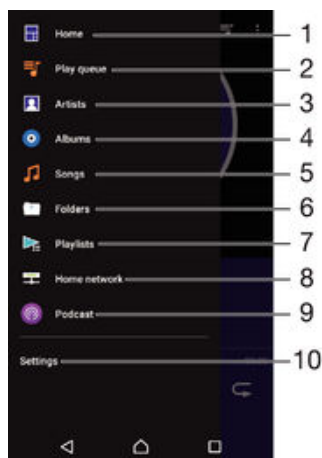 Home 1
Play queue 2
Artists 3
Albums 4
Songs 5
Folders 6
Playlists 7
Home network 8
Podcast 9
Settings 10